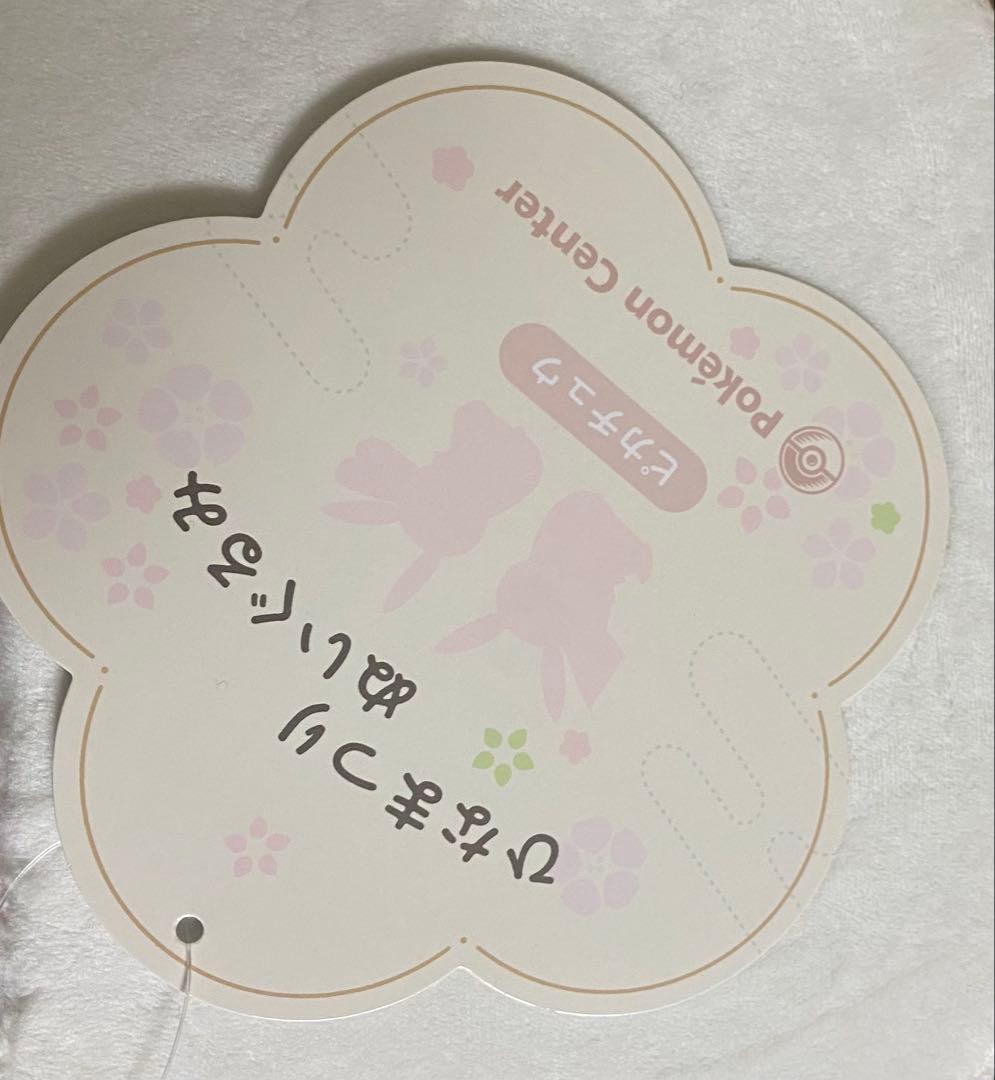 ひなまつり
ぬいぐるみ
ピカチュウ
Pokémon Center